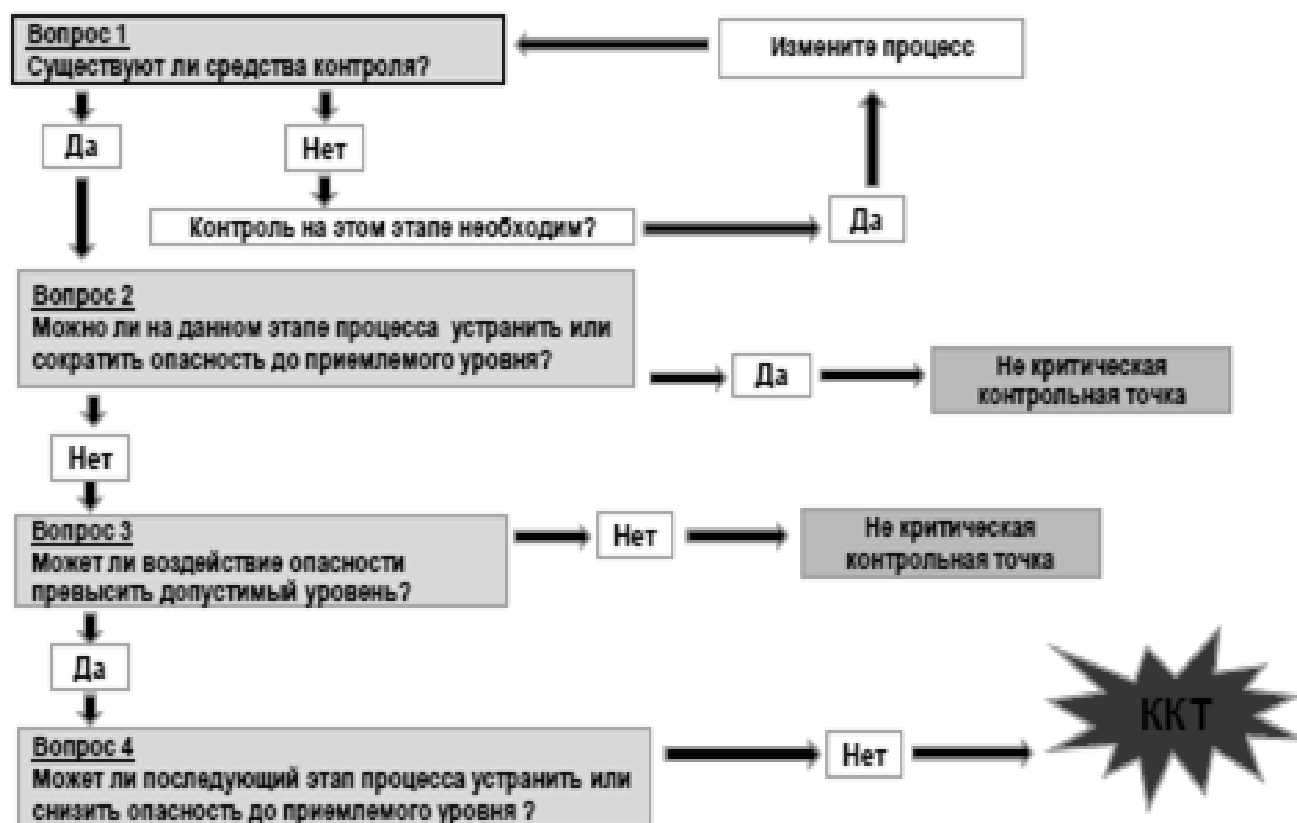 Вопрос 1
Существуют ли средства контроля?
Измените процесс
Да
Нет
Контроль на этом этапе необходим?
Да
Вопрос 2
Можно ли на данном этапе процесса устранить или
сократить опасность до приемлемого уровня?
Да
Не критическая
контрольная точка
Нет
Вопрос 3
Может ли воздействие опасности
превысить допустимый уровень?
Нет
Не критическая
контрольная точка
Да
Вопрос 4
Может ли последующий этап процесса устранить или
снизить опасность до приемлемого уровня ?
Нет
ККТ